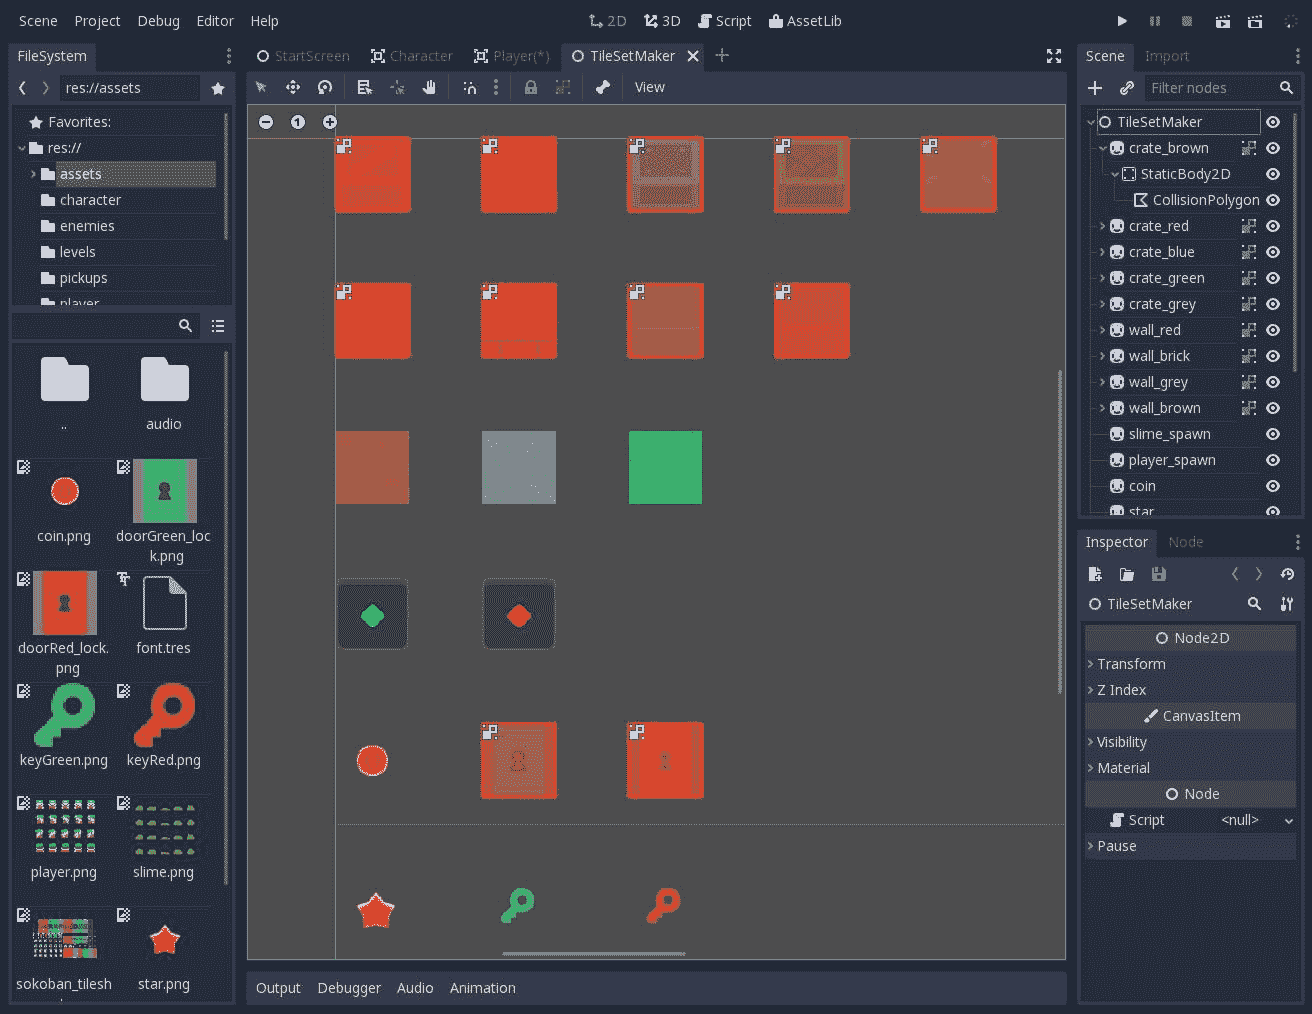 Scene Project Debug Editor Help 2D 3D Script AssetLib
FileSystem
res://assets
Favorites:
res://
assets
character
enemies
levels
pickups
player
..
audio
coin.png
doorGreen_loc
k.png
doorRed_lock.
png
font.tres
keyGreen.png
keyRed.png
player.png
slime.png
sokoban_tilesh
star.png
StartScreen Character Player(*) TileSetMaker
View
1
Output Debugger Audio Animation
Scene Import
Filter nodes
TileSetMaker
crate_brown
StaticBody2D
CollisionPolygon
crate_red
crate_blue
crate_green
crate_grey
wall_red
wall_brick
wall_grey
wall_brown
slime_spawn
player_spawn
coin
star
Inspector Node
TileSetMaker
Node2D
Transform
Z Index
CanvasItem
Visibility
Material
Node
Script <null>
Pause